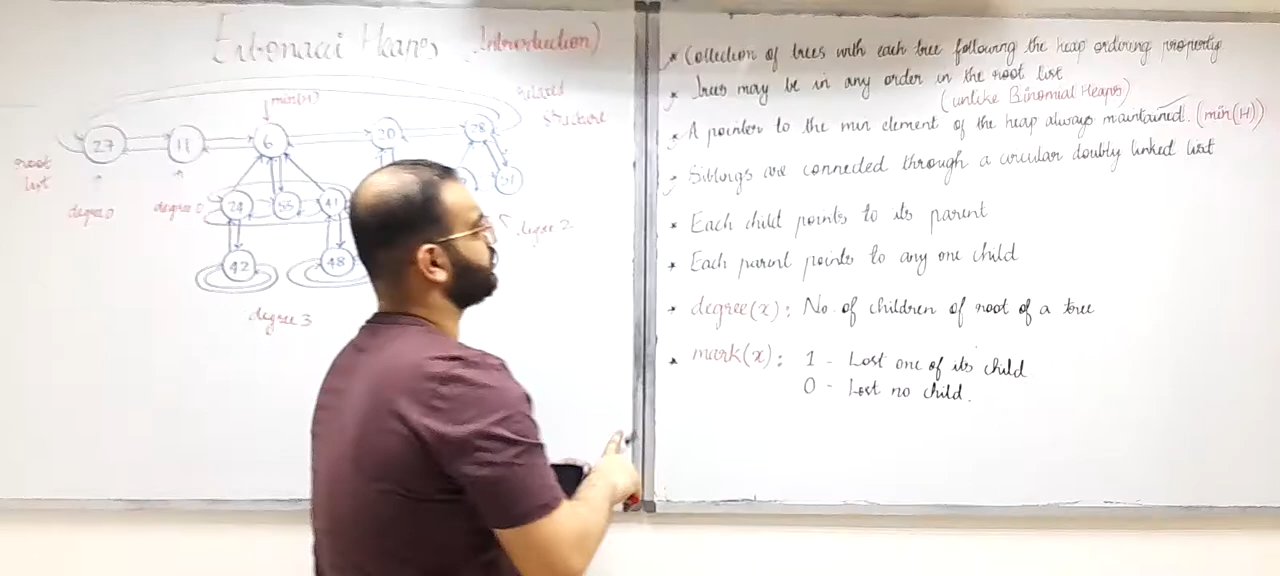 Fibonacci Heaps (Introduction)
min(H)
Relaxed
structure
27 11 6 20 28
root
list
degree 0
degree 0
24 35 41
31
degree 2
42 48
degree 3
* Collection of trees with each tree following the heap ordering property
* Trees may be in any order in the root list
(unlike Binomial Heaps)
* A pointer to the min element of the heap always maintained. (min(H))
* Siblings are connected through a circular doubly linked list
* Each child points to its parent
* Each parent points to any one child
* degree(x): No. of children of root of a tree
* mark(x): 1 - Lost one of its child
0 - Lost no child.